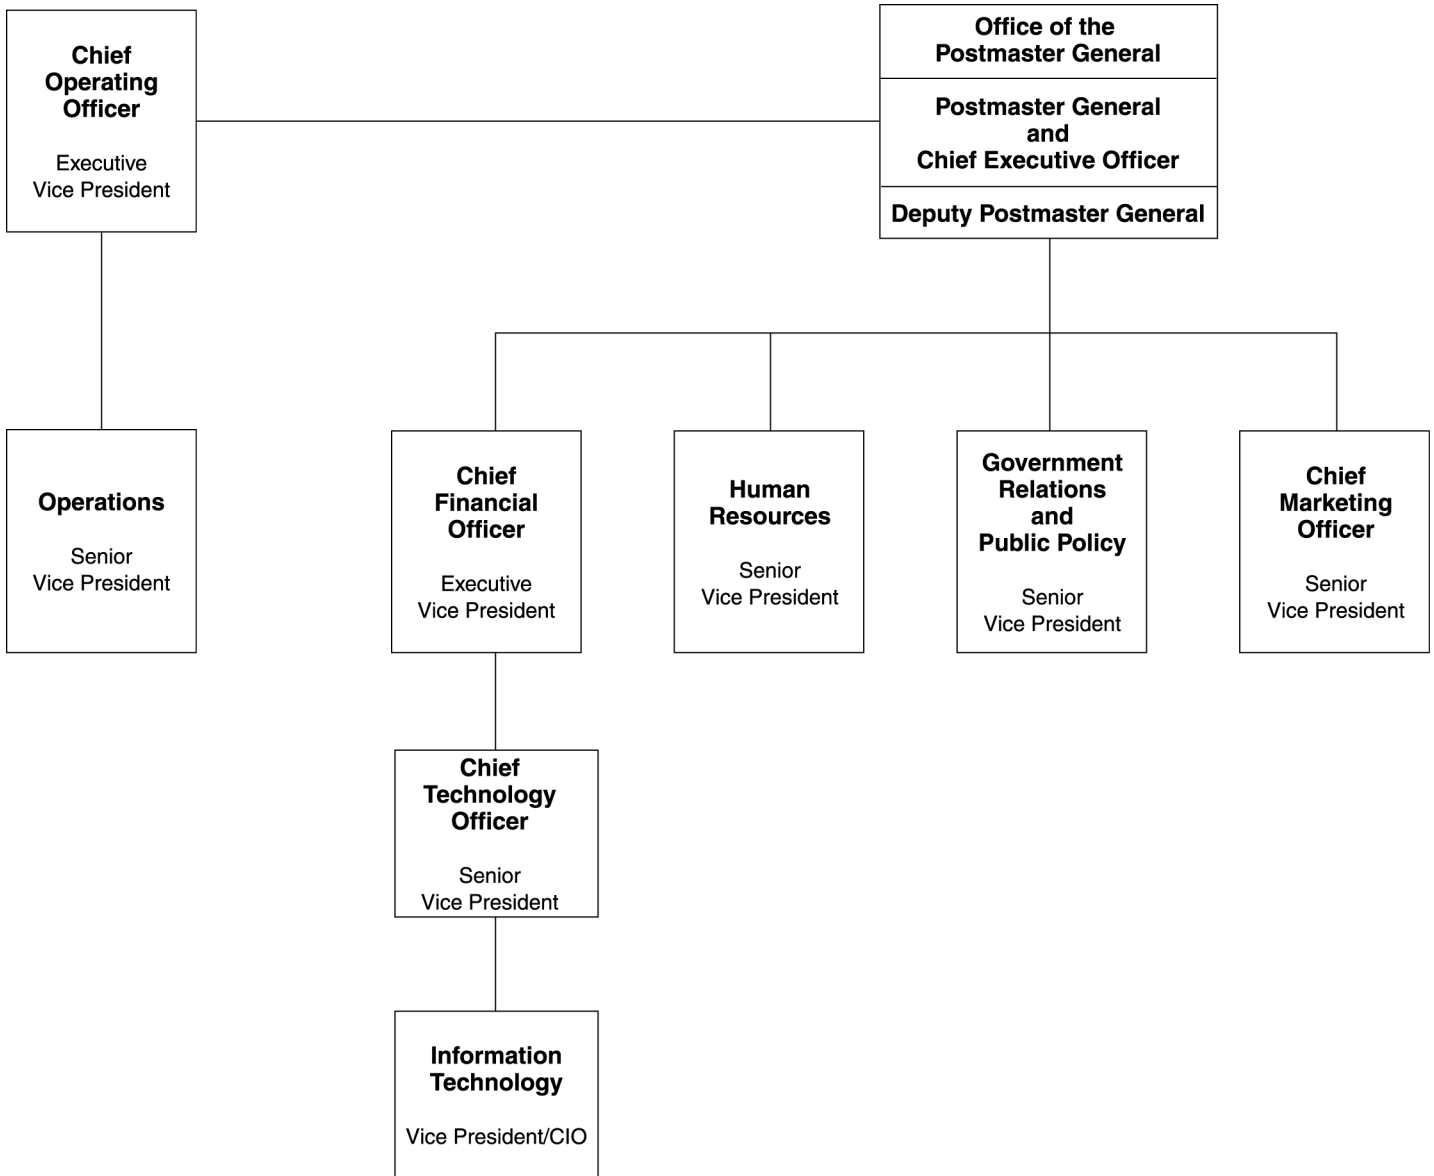 Chief
Operating
Officer
Executive
Vice President
Office of the
Postmaster General
Postmaster General
and
Chief Executive Officer
Deputy Postmaster General
Operations
Senior
Vice President
Chief
Financial
Officer
Executive
Vice President
Human
Resources
Senior
Vice President
Government
Relations
and
Public Policy
Senior
Vice President
Chief
Marketing
Officer
Senior
Vice President
Chief
Technology
Officer
Senior
Vice President
Information
Technology
Vice President/CIO